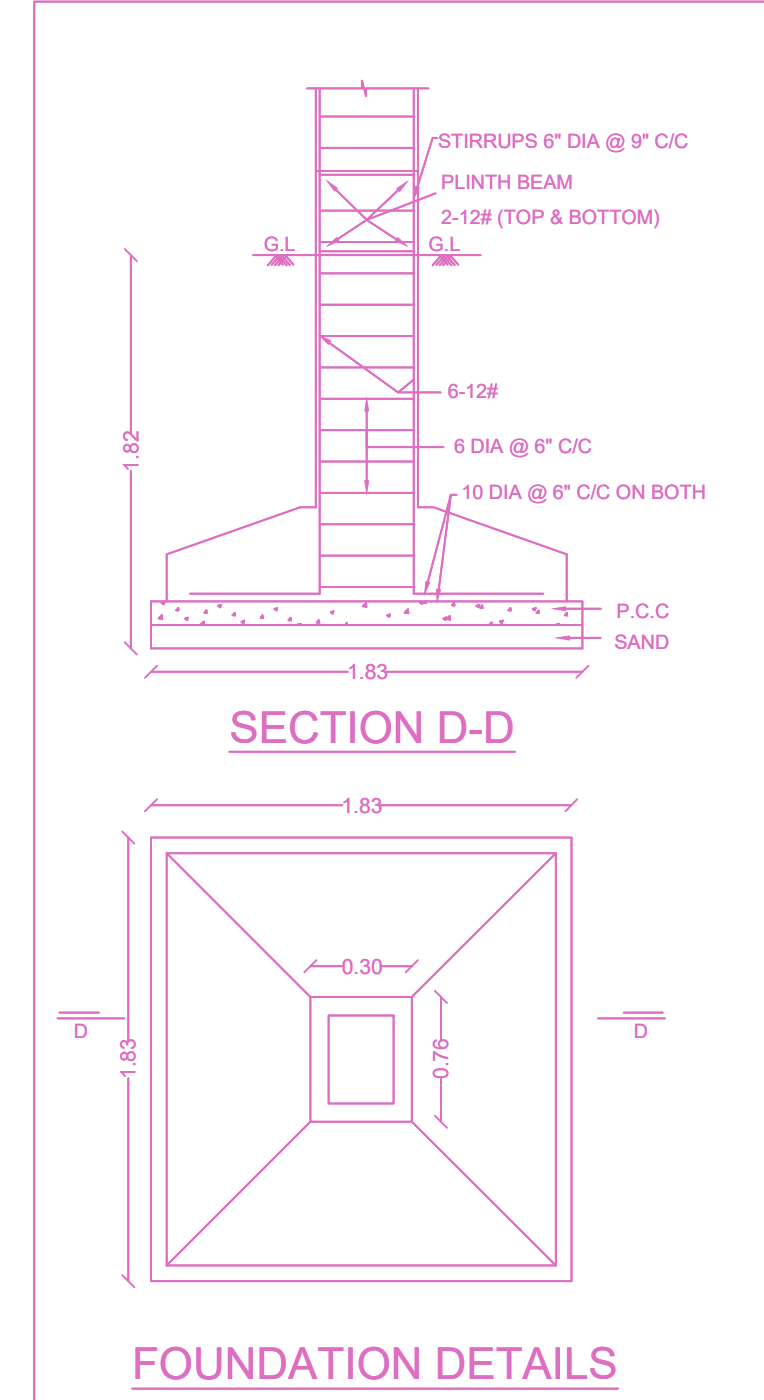 STIRRUPS 6" DIA @ 9" C/C
PLINTH BEAM
2-12# (TOP & BOTTOM)
G.L
G.L
6-12#
1.82
6 DIA @ 6" C/C
10 DIA @ 6" C/C ON BOTH
P.C.C
SAND
1.83
SECTION D-D
1.83
0.30
D
D
1.83
0.76
FOUNDATION DETAILS